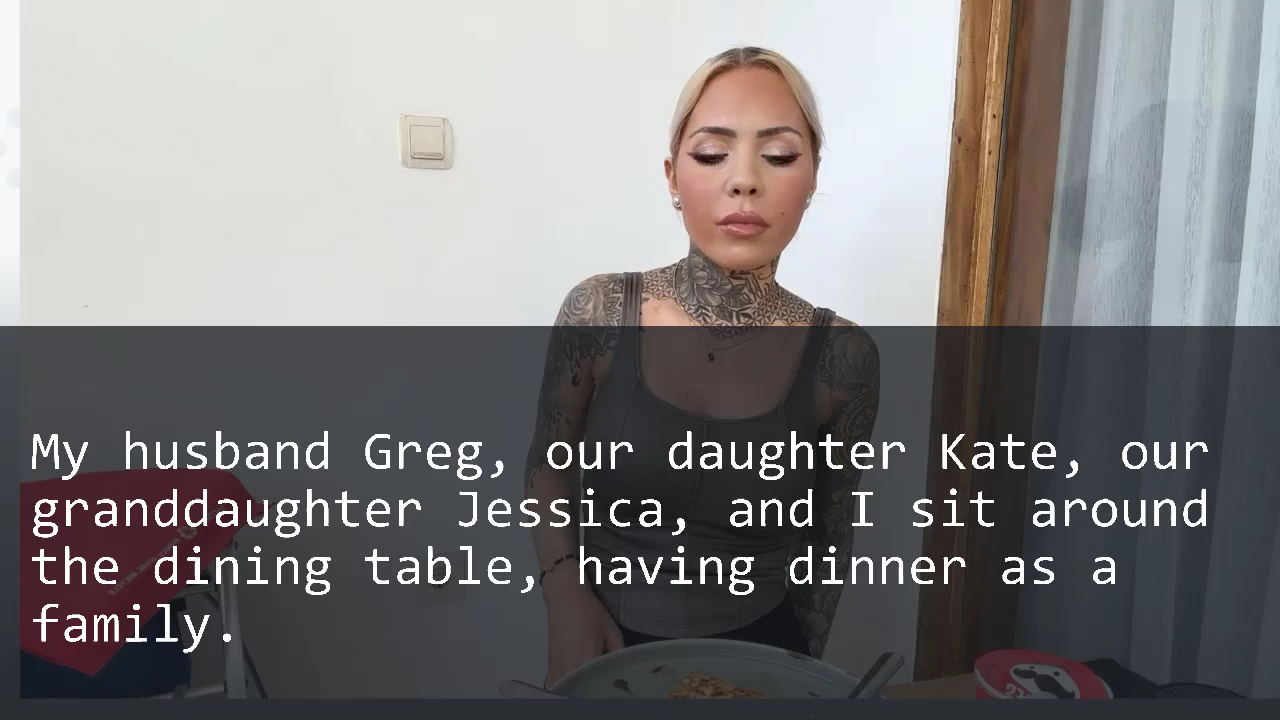 My husband Greg, our daughter Kate, our
granddaughter Jessica, and I sit around
the dining table, having dinner as a
family.